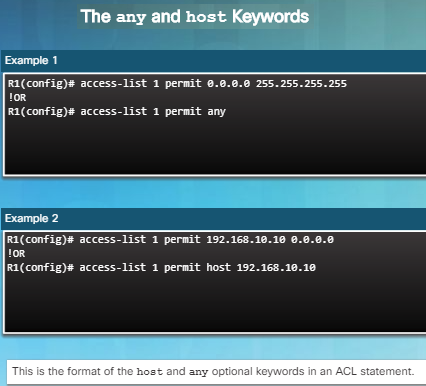 The any and host Keywords
Example 1
R1(config)# access-list 1 permit 0.0.0.0 255.255.255.255
!OR
R1(config)# access-list 1 permit any
Example 2
R1(config)# access-list 1 permit 192.168.10.10 0.0.0.0
!OR
R1(config)# access-list 1 permit host 192.168.10.10
This is the format of the host and any optional keywords in an ACL statement.